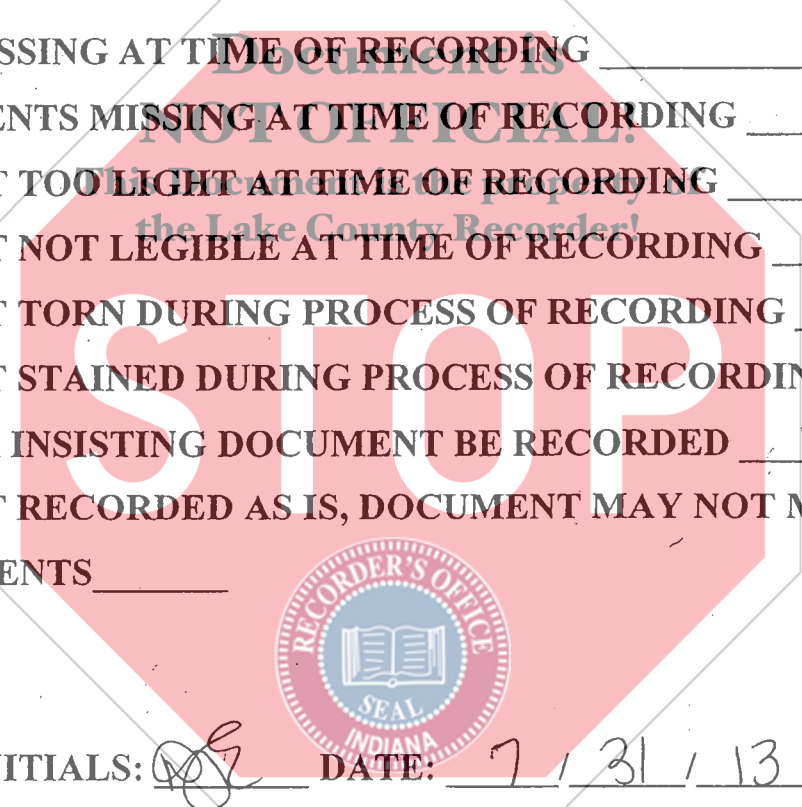 SSING AT TIME OF RECORDING
Document is
ENTS MISSING AT TIME OF RECORDING
NOT OFFICIAL!
T TOO LIGHT AT TIME OF RECORDING
This Document is the property of
the Lake County Recorder!
T NOT LEGIBLE AT TIME OF RECORDING
T TORN DURING PROCESS OF RECORDING
STOP
T STAINED DURING PROCESS OF RECORDIN
INSISTING DOCUMENT BE RECORDED
T RECORDED AS IS, DOCUMENT MAY NOT M
ENTS
RECORDER'S OFFICE
SEAL
INDIANA
ITIALS: DATE: 7 / 31 / 13